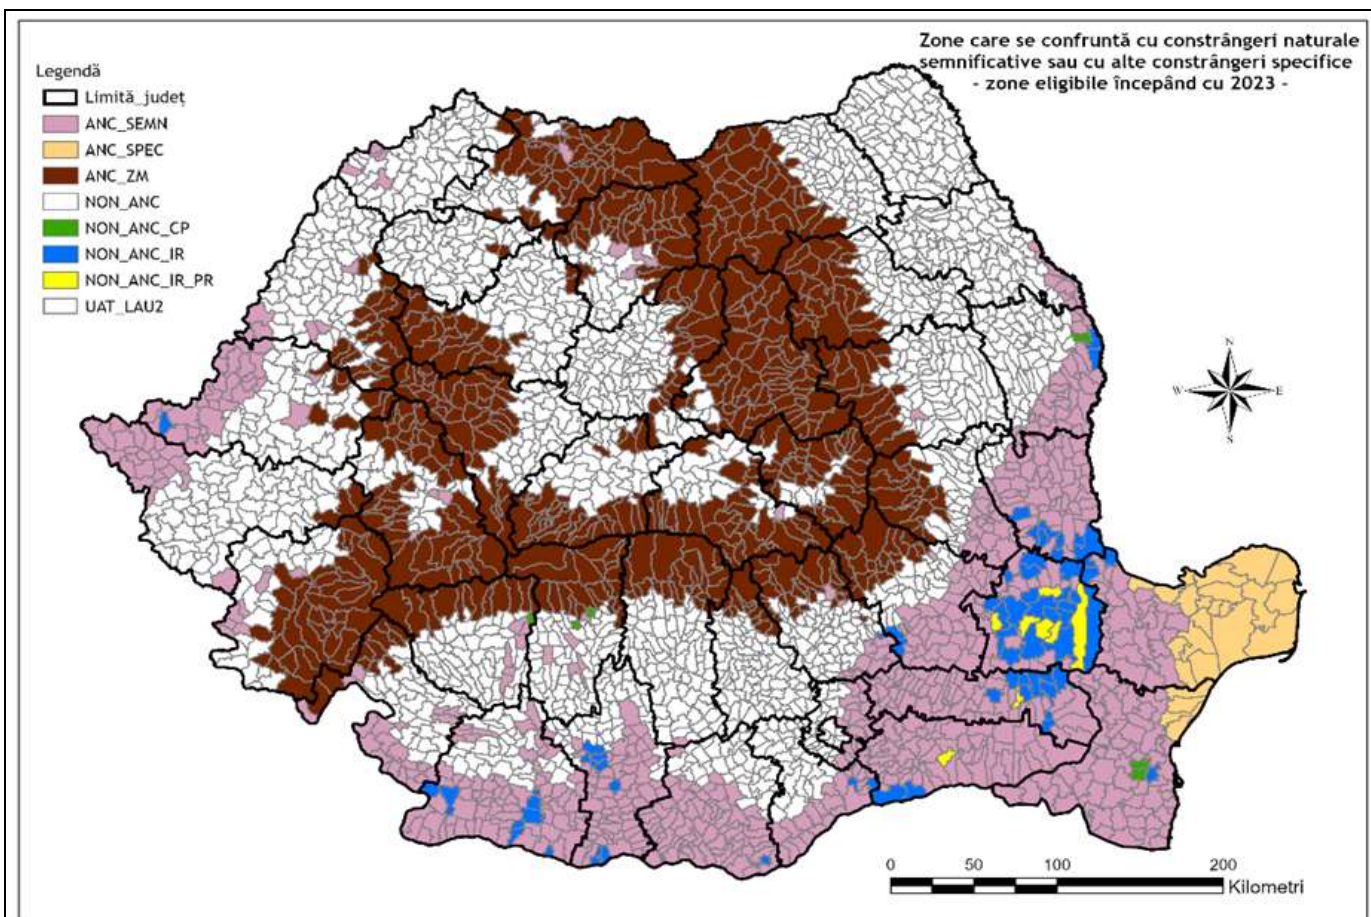 Zone care se confruntă cu constrângeri naturale
semnificative sau cu alte constrângeri specifice
- zone eligibile începând cu 2023 -
Legendă
Limită_județ
ANC_SEMN
ANC_SPEC
ANC_ZM
NON_ANC
NON_ANC_CP
NON_ANC_IR
NON_ANC_IR_PR
UAT_LAU2
N
W E
S
0 50 100 200
Kilometri